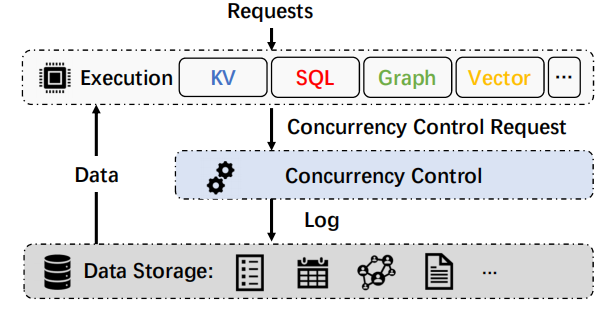 Requests
Execution KV SQL Graph Vector ...
Concurrency Control Request
Data
Concurrency Control
Log
Data Storage: ...